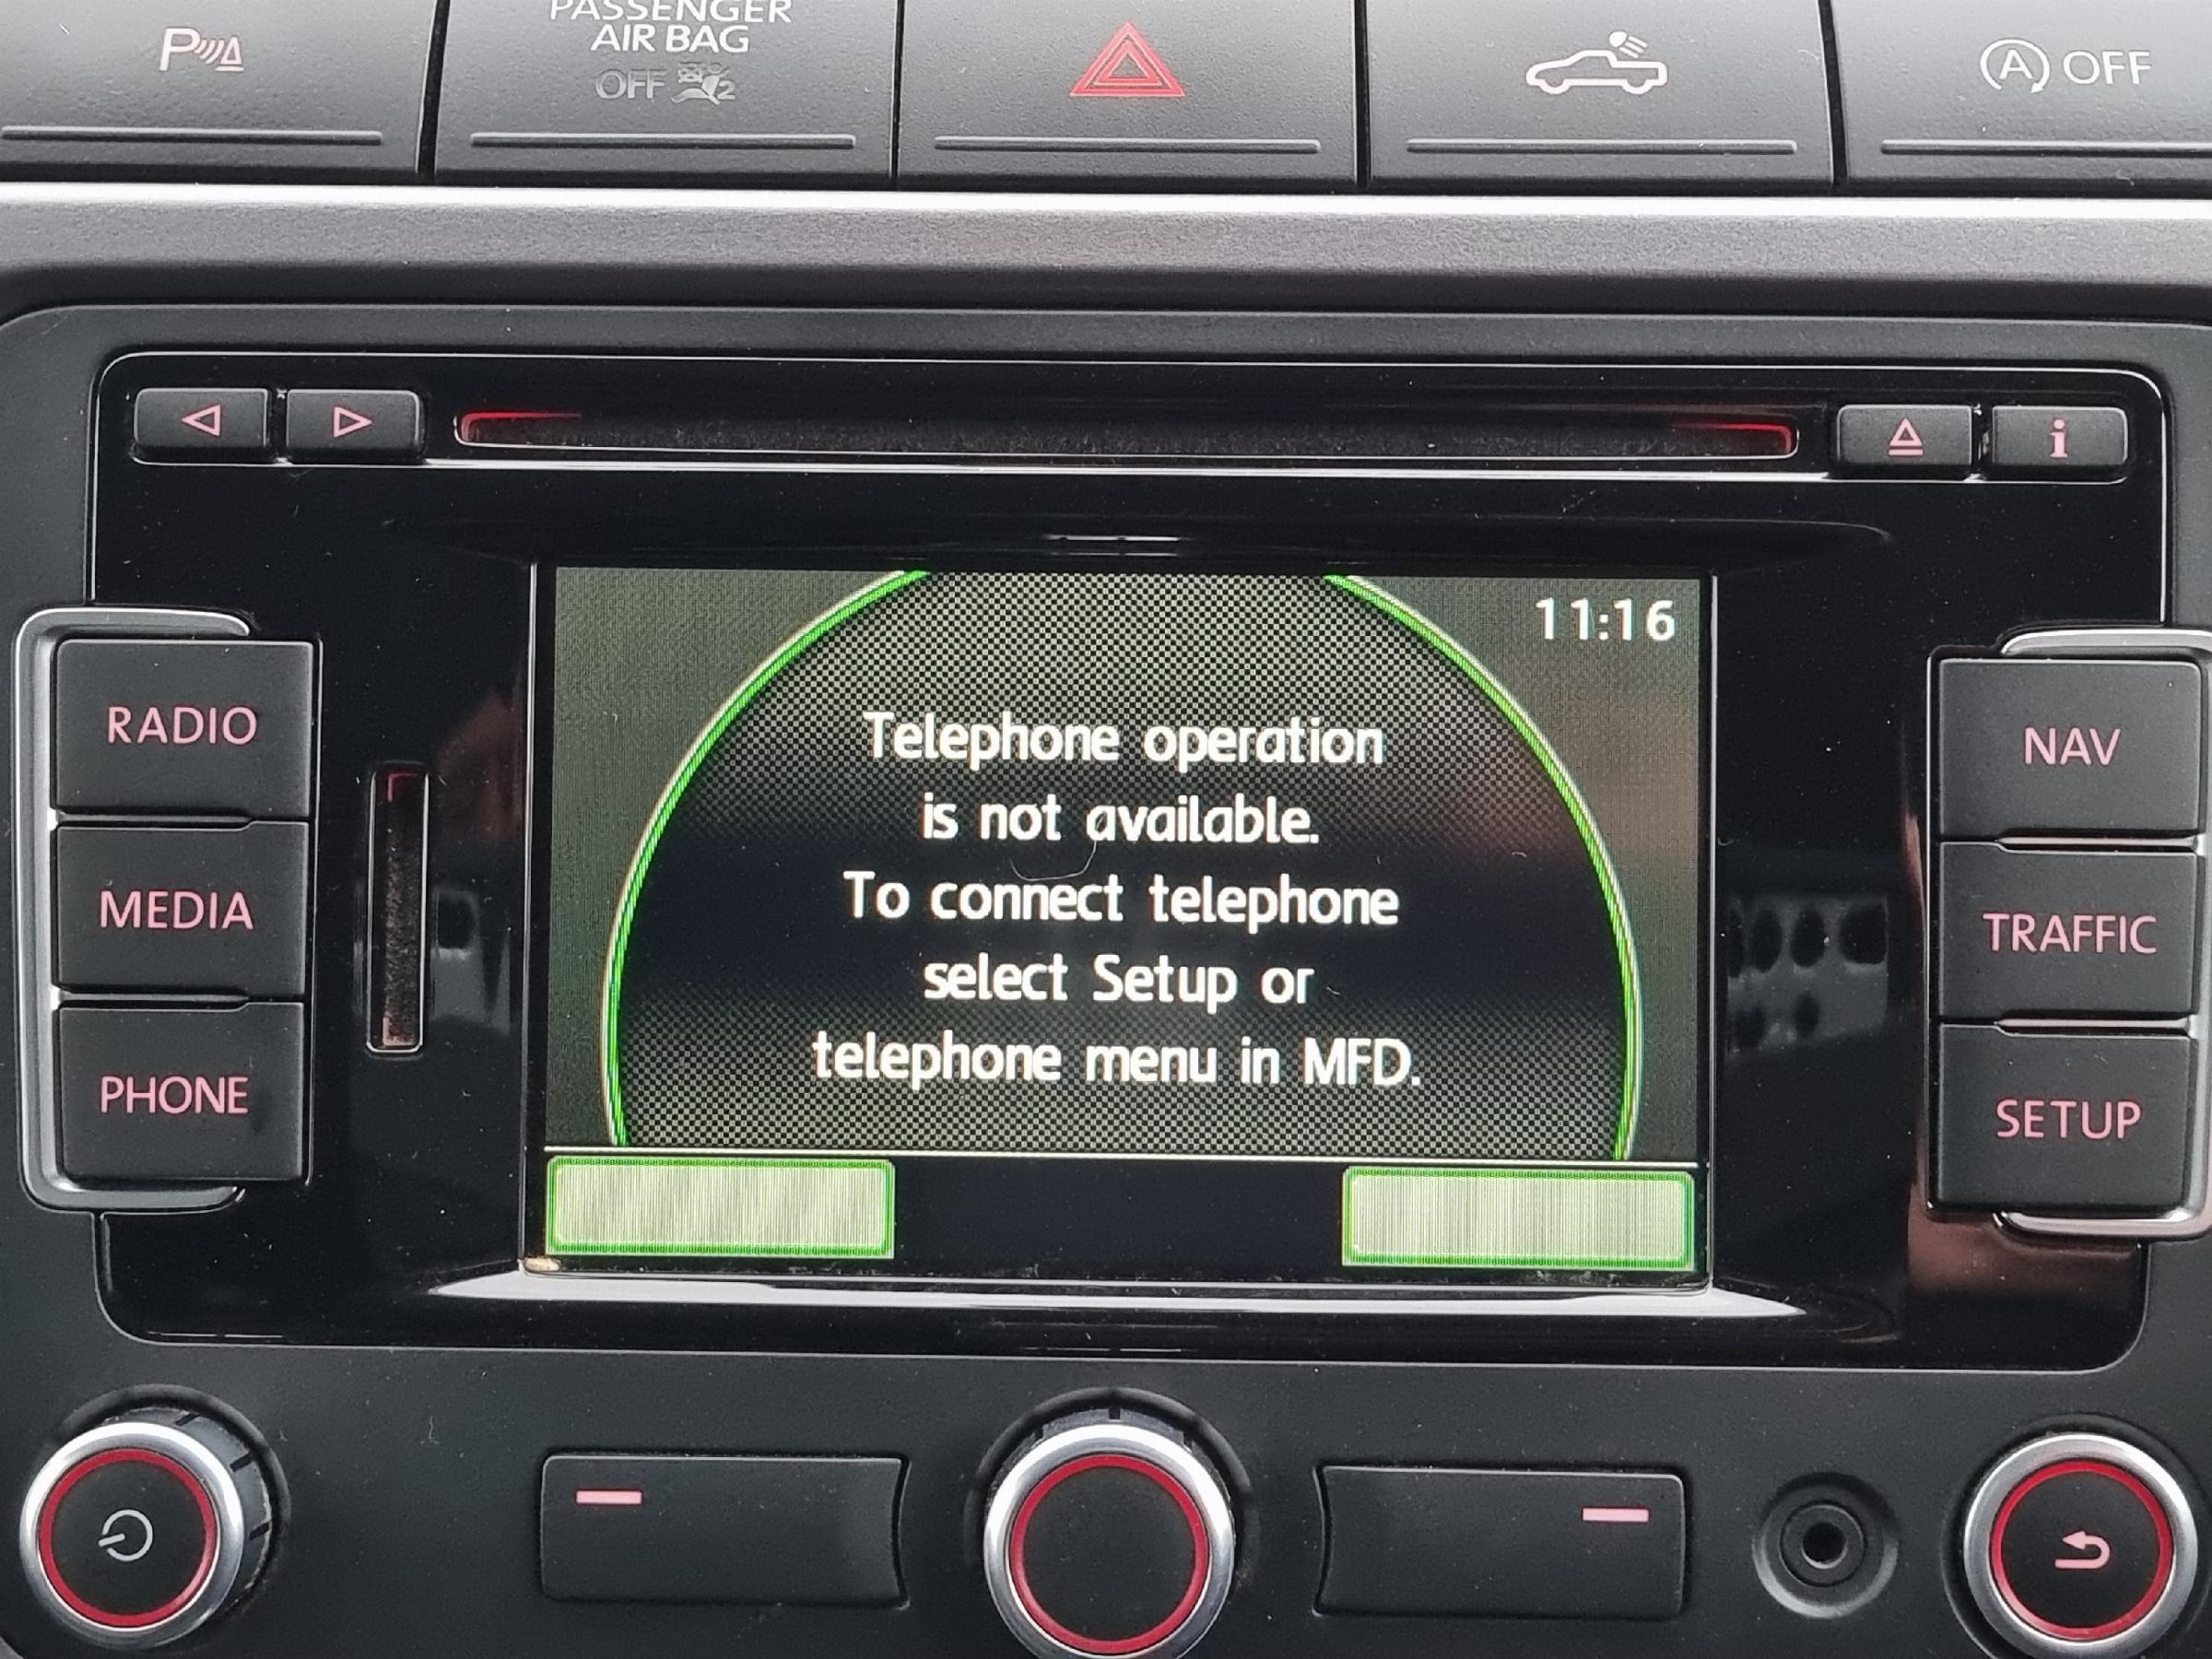 PASSENGER
AIR BAG
OFF 2
OFF
i
11:16
RADIO
MEDIA
PHONE
Telephone operation
is not available.
To connect telephone
select Setup or
telephone menu in MFD.
NAV
TRAFFIC
SETUP
P
A